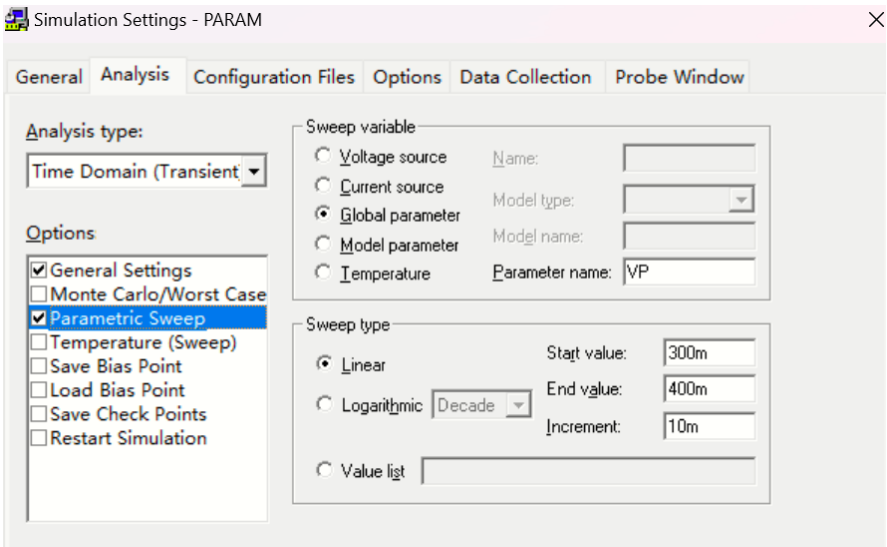 Simulation Settings - PARAM
General Analysis Configuration Files Options Data Collection Probe Window
Analysis type:
Time Domain (Transient)
Options
General Settings
Monte Carlo/Worst Case
Parametric Sweep
Temperature (Sweep)
Save Bias Point
Load Bias Point
Save Check Points
Restart Simulation
Sweep variable
Voltage source
Current source
Global parameter
Model parameter
Temperature
Name:
Model type:
Model name:
Parameter name: VP
Sweep type
Linear
Logarithmic Decade
Value list
Start value: 300m
End value: 400m
Increment: 10m